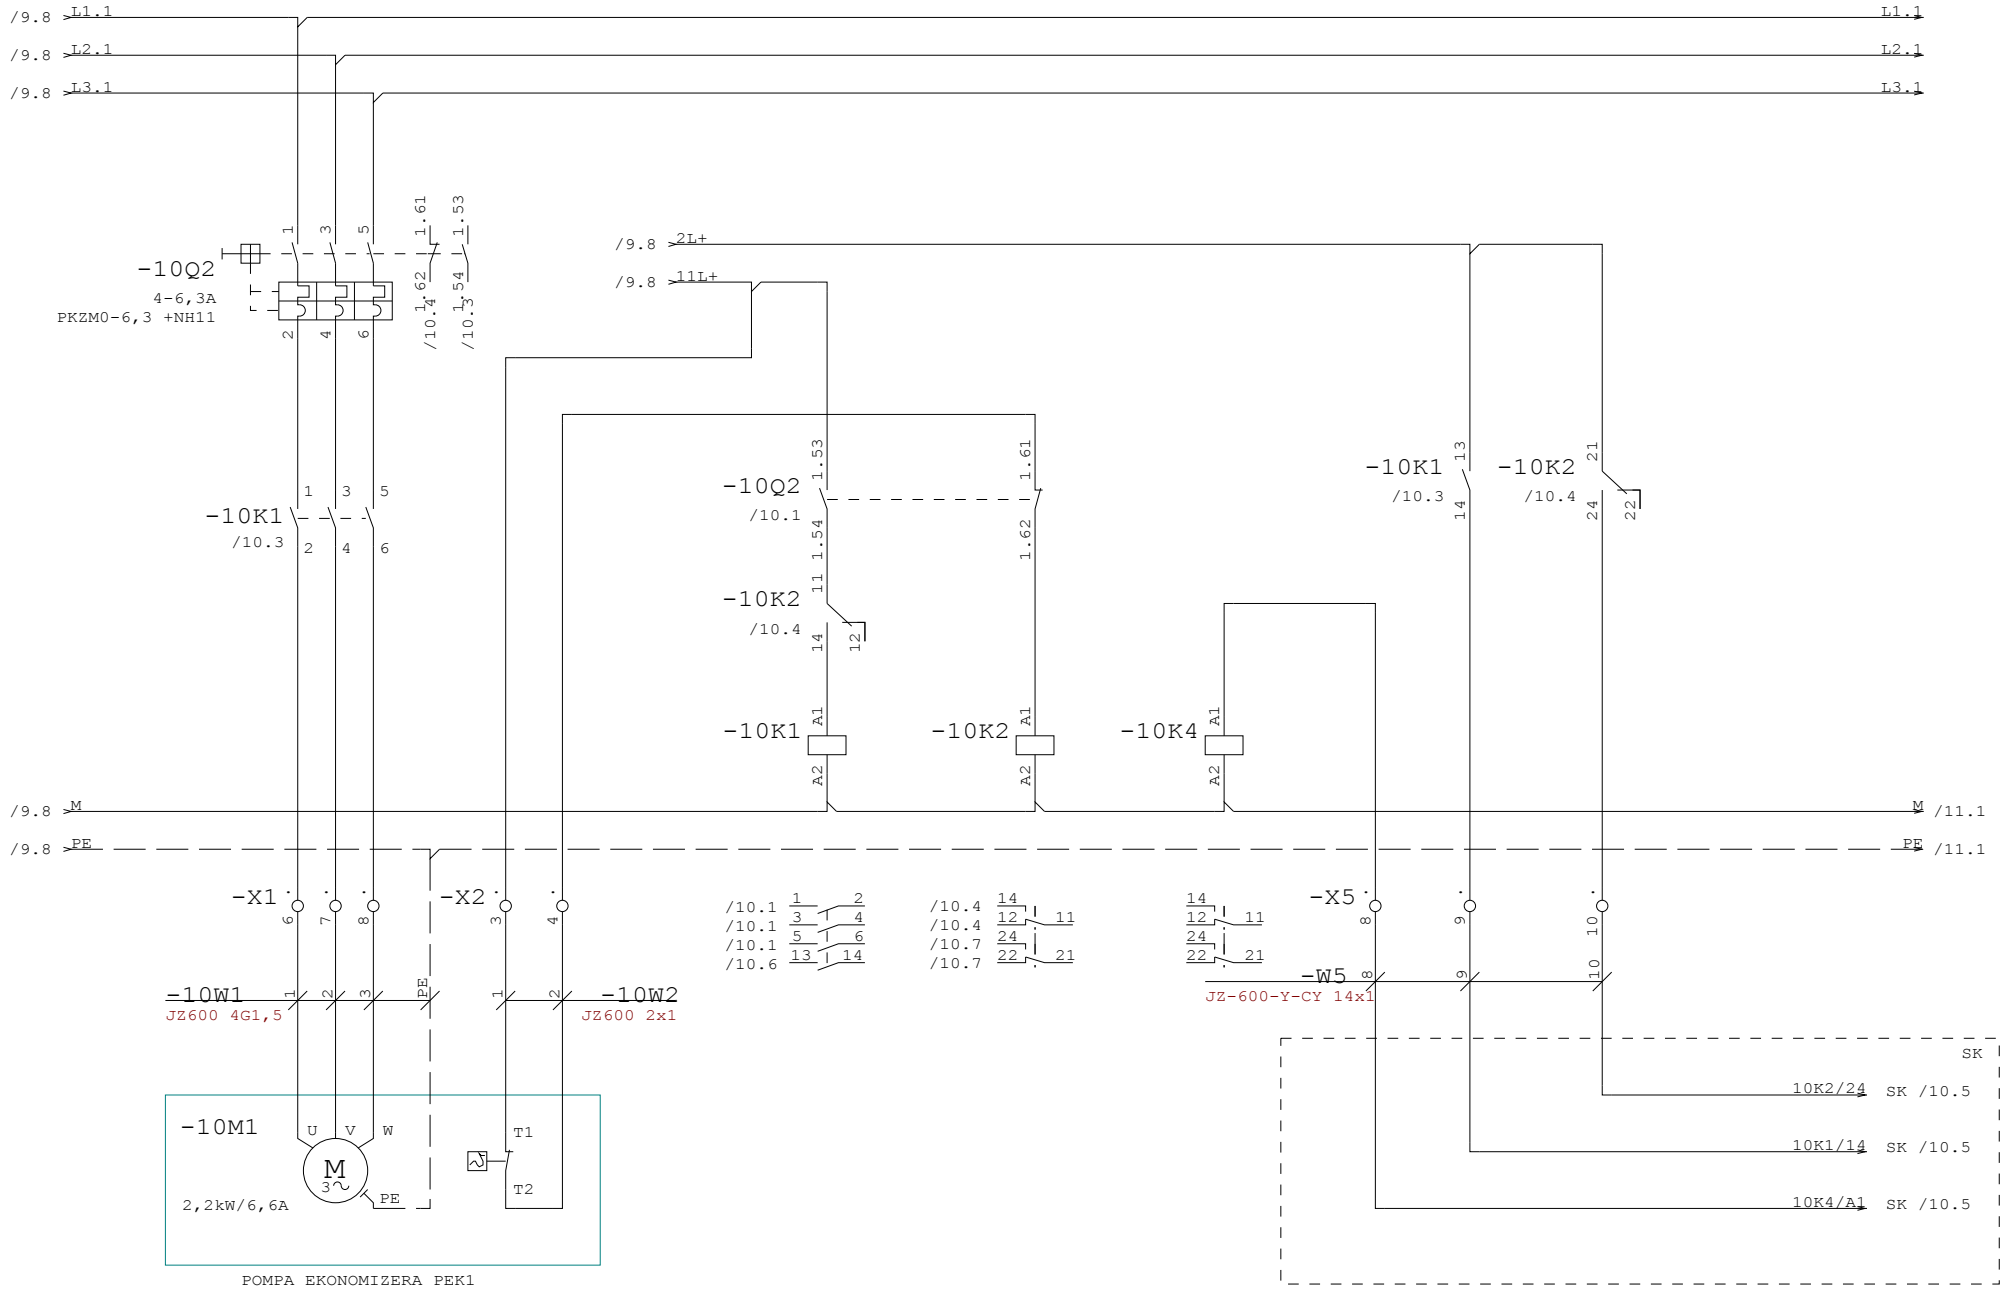 /9.8 L1.1 L1.1
/9.8 L2.1 L2.1
/9.8 L3.1 L3.1
1 3 5 1.61 1.53
-10Q2
4-6,3A
PKZM0-6,3 +NH11
2 4 6 1.62 1.54
/10.4 /10.3
/9.8 2L+
/9.8 11L+
1.53 1.61
-10Q2
/10.1
1.54 1.62
13 21
-10K1 -10K2
/10.3 /10.4
14 24 22
1 3 5
-10K1
/10.3 2 4 6
11
-10K2
/10.4
14 12
A1 A1 A1
-10K1 -10K2 -10K4
A2 A2 A2
/9.8 M M /11.1
/9.8 PE PE /11.1
-X1 -X2 -X5
6 7 8 3 4 8 9 10
/10.1 1 2
/10.1 3 4
/10.1 5 6
/10.6 13 14
/10.4 14
/10.4 12 11
/10.7 24
/10.7 22 21
14
12 11
24
22 21
-10W1 1 2 3 PE
JZ600 4G1,5
1 2 -10W2
JZ600 2x1
-W5 8 9 10
JZ-600-Y-CY 14x1
SK
10K2/24 SK /10.5
10K1/14 SK /10.5
10K4/A1 SK /10.5
-10M1 U V W T1
M
3
T2
2,2kW/6,6A PE
POMPA EKONOMIZERA PEK1